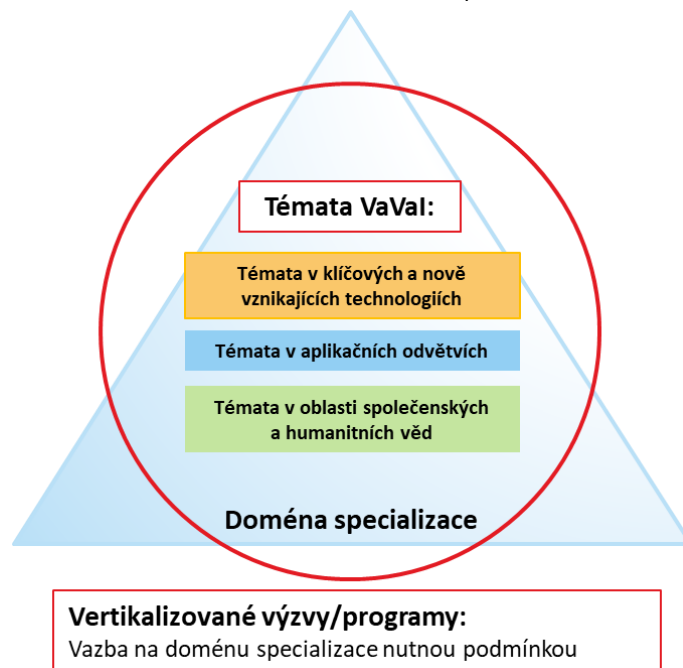 Témata VaVaI:
Témata v klíčových a nově
vznikajících technologiích
Témata v aplikačních odvětvích
Témata v oblasti společenských
a humanitních věd
Doména specializace
Vertikalizované výzvy/programy:
Vazba na doménu specializace nutnou podmínkou